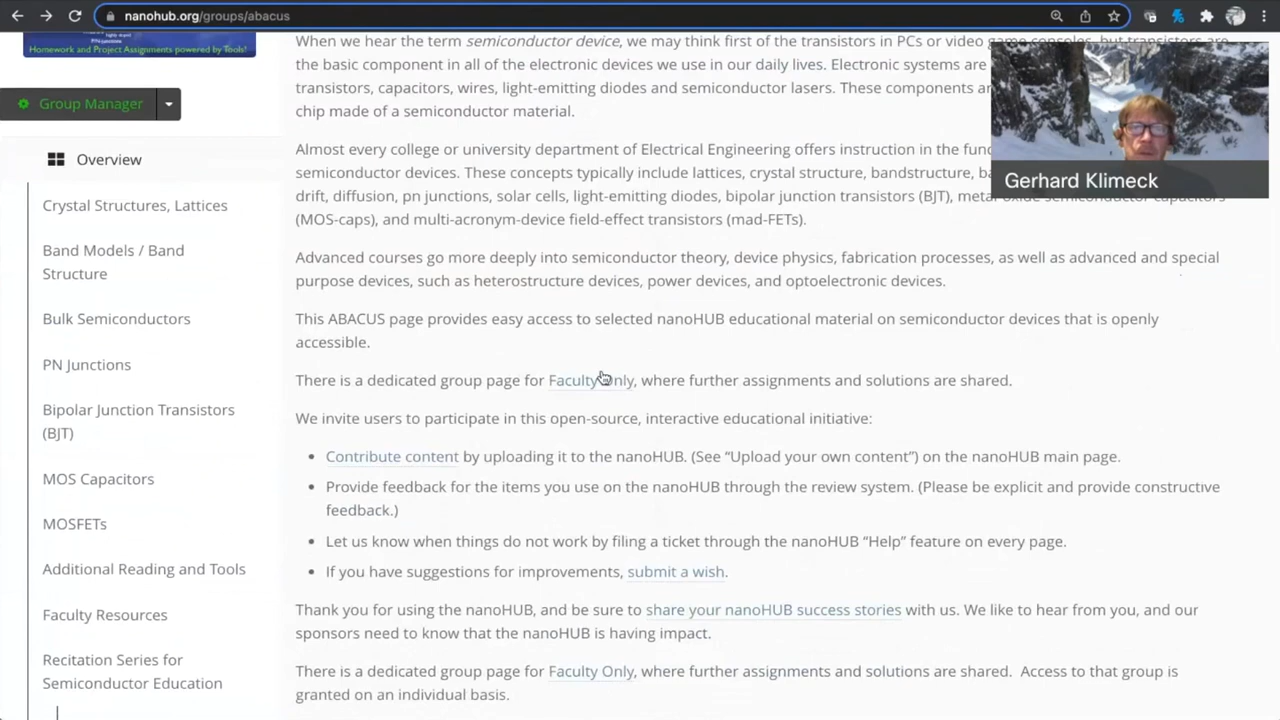 nanohub.org/groups/abacus
Homework and Project Assignments powered by Tools!
Group Manager
Overview
Crystal Structures, Lattices
Band Models / Band
Structure
Bulk Semiconductors
PN Junctions
Bipolar Junction Transistors
(BJT)
MOS Capacitors
MOSFETs
Additional Reading and Tools
Faculty Resources
Recitation Series for
Semiconductor Education
When we hear the term semiconductor device, we may think first of the transistors in PCs or video game consoles, but transistors are
the basic component in all of the electronic devices we use in our daily lives. Electronic systems are
transistors, capacitors, wires, light-emitting diodes and semiconductor lasers. These components
chip made of a semiconductor material.
Almost every college or university department of Electrical Engineering offers instruction in the
semiconductor devices. These concepts typically include lattices, crystal structure, bandstructure,
drift, diffusion, pn junctions, solar cells, light-emitting diodes, bipolar junction transistors (BJT), metal oxide semiconductor capacitors
(MOS-caps), and multi-acronym-device field-effect transistors (mad-FETs).
Advanced courses go more deeply into semiconductor theory, device physics, fabrication processes, as well as advanced and special
purpose devices, such as heterostructure devices, power devices, and optoelectronic devices.
This ABACUS page provides easy access to selected nanoHUB educational material on semiconductor devices that is openly
accessible.
There is a dedicated group page for Faculty Only, where further assignments and solutions are shared.
We invite users to participate in this open-source, interactive educational initiative:
• Contribute content by uploading it to the nanoHUB. (See “Upload your own content”) on the nanoHUB main page.
• Provide feedback for the items you use on the nanoHUB through the review system. (Please be explicit and provide constructive
feedback.)
• Let us know when things do not work by filing a ticket through the nanoHUB “Help” feature on every page.
• If you have suggestions for improvements, submit a wish.
Thank you for using the nanoHUB, and be sure to share your nanoHUB success stories with us. We like to hear from you, and our
sponsors need to know that the nanoHUB is having impact.
There is a dedicated group page for Faculty Only, where further assignments and solutions are shared. Access to that group is
granted on an individual basis.
Gerhard Klimeck